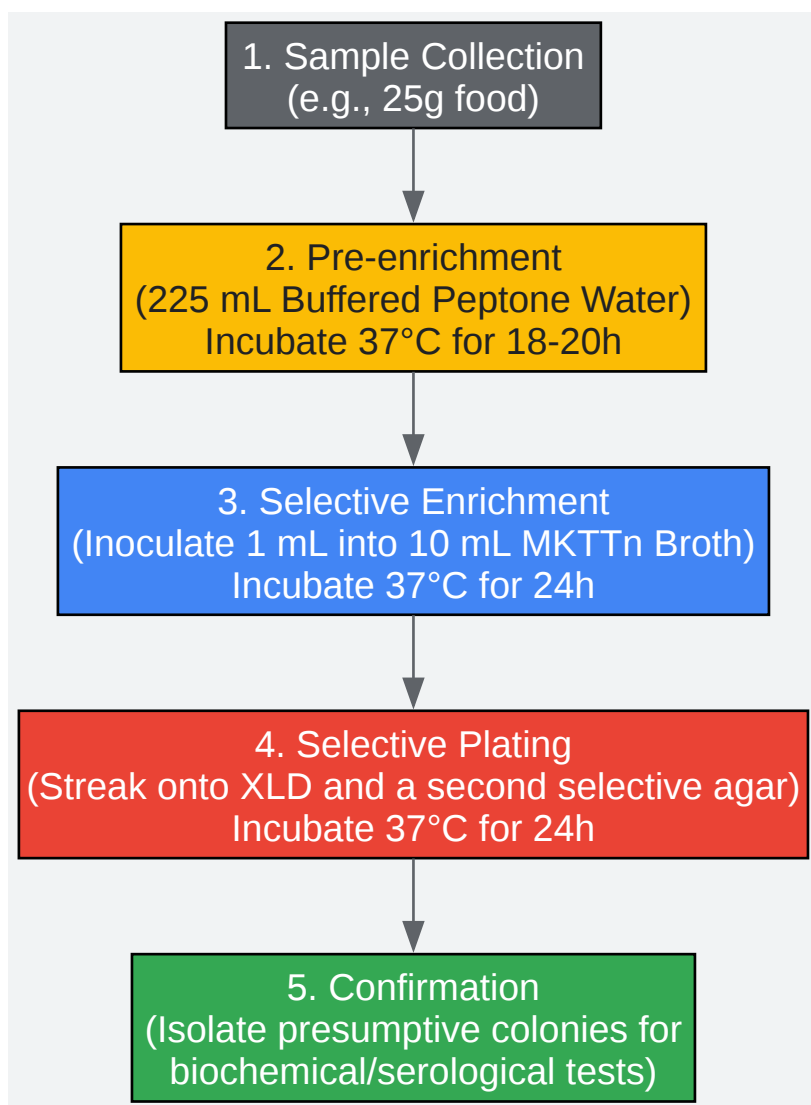 1. Sample Collection
(e.g., 25g food)
2. Pre-enrichment
(225 mL Buffered Peptone Water)
Incubate 37°C for 18-20h
3. Selective Enrichment
(Inoculate 1 mL into 10 mL MKTTn Broth)
Incubate 37°C for 24h
4. Selective Plating
(Streak onto XLD and a second selective agar)
Incubate 37°C for 24h
5. Confirmation
(Isolate presumptive colonies for
biochemical/serological tests)